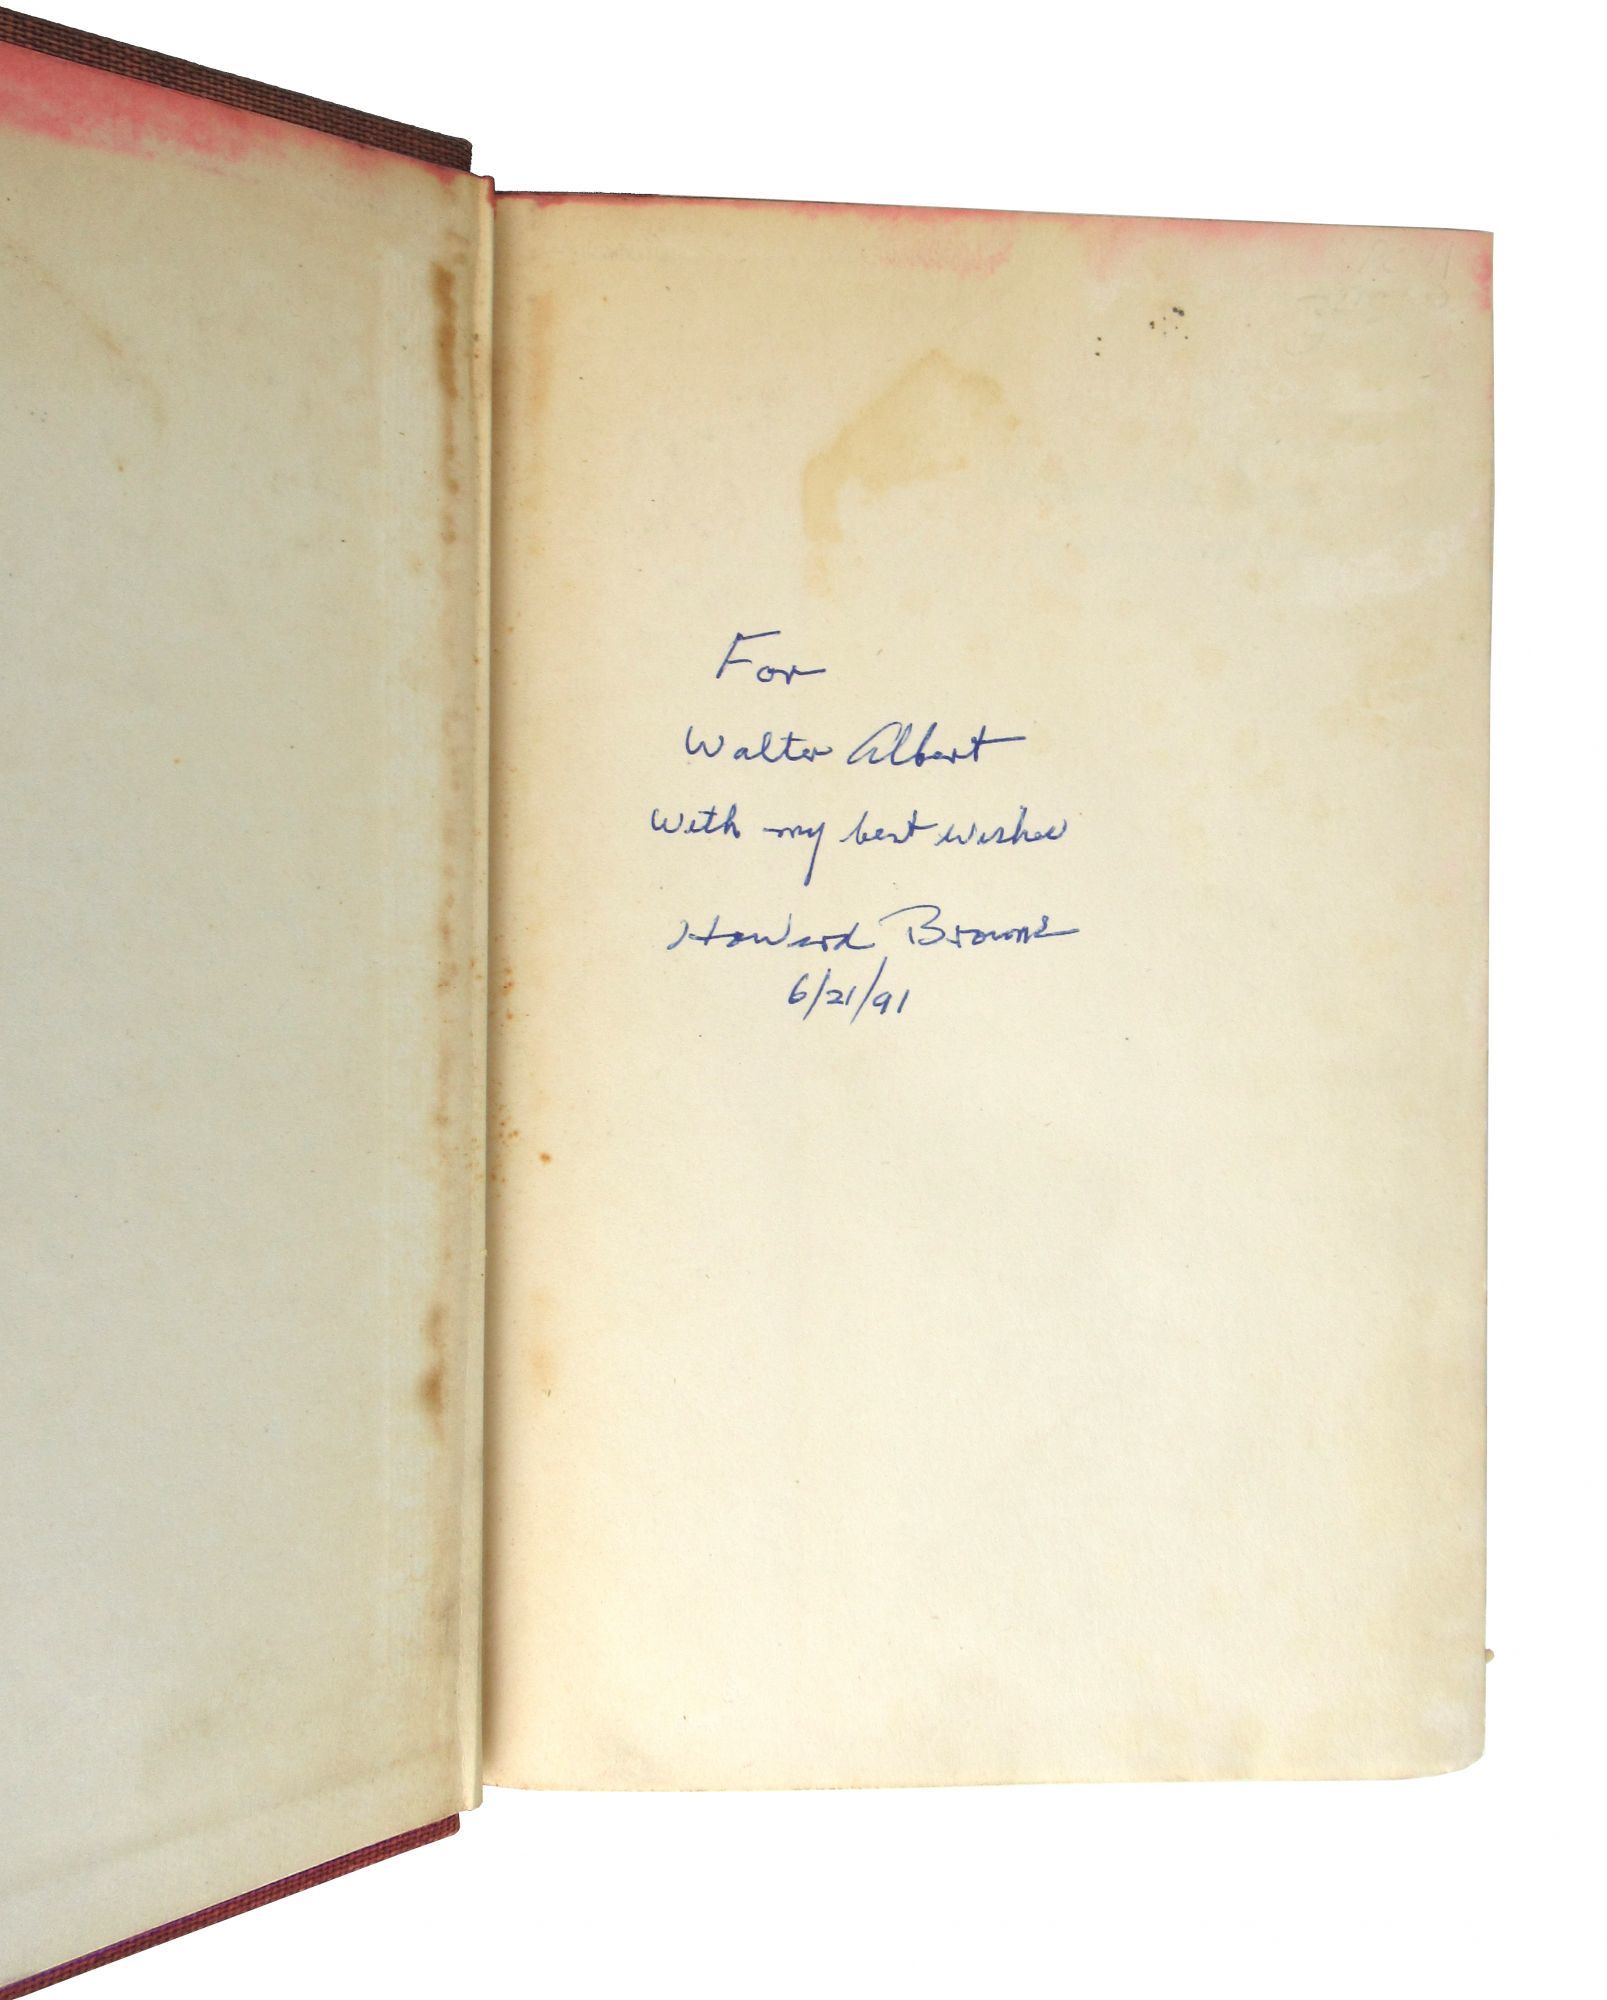 For
Walter Albert
With my best wishes
Howard Browne
6/21/91